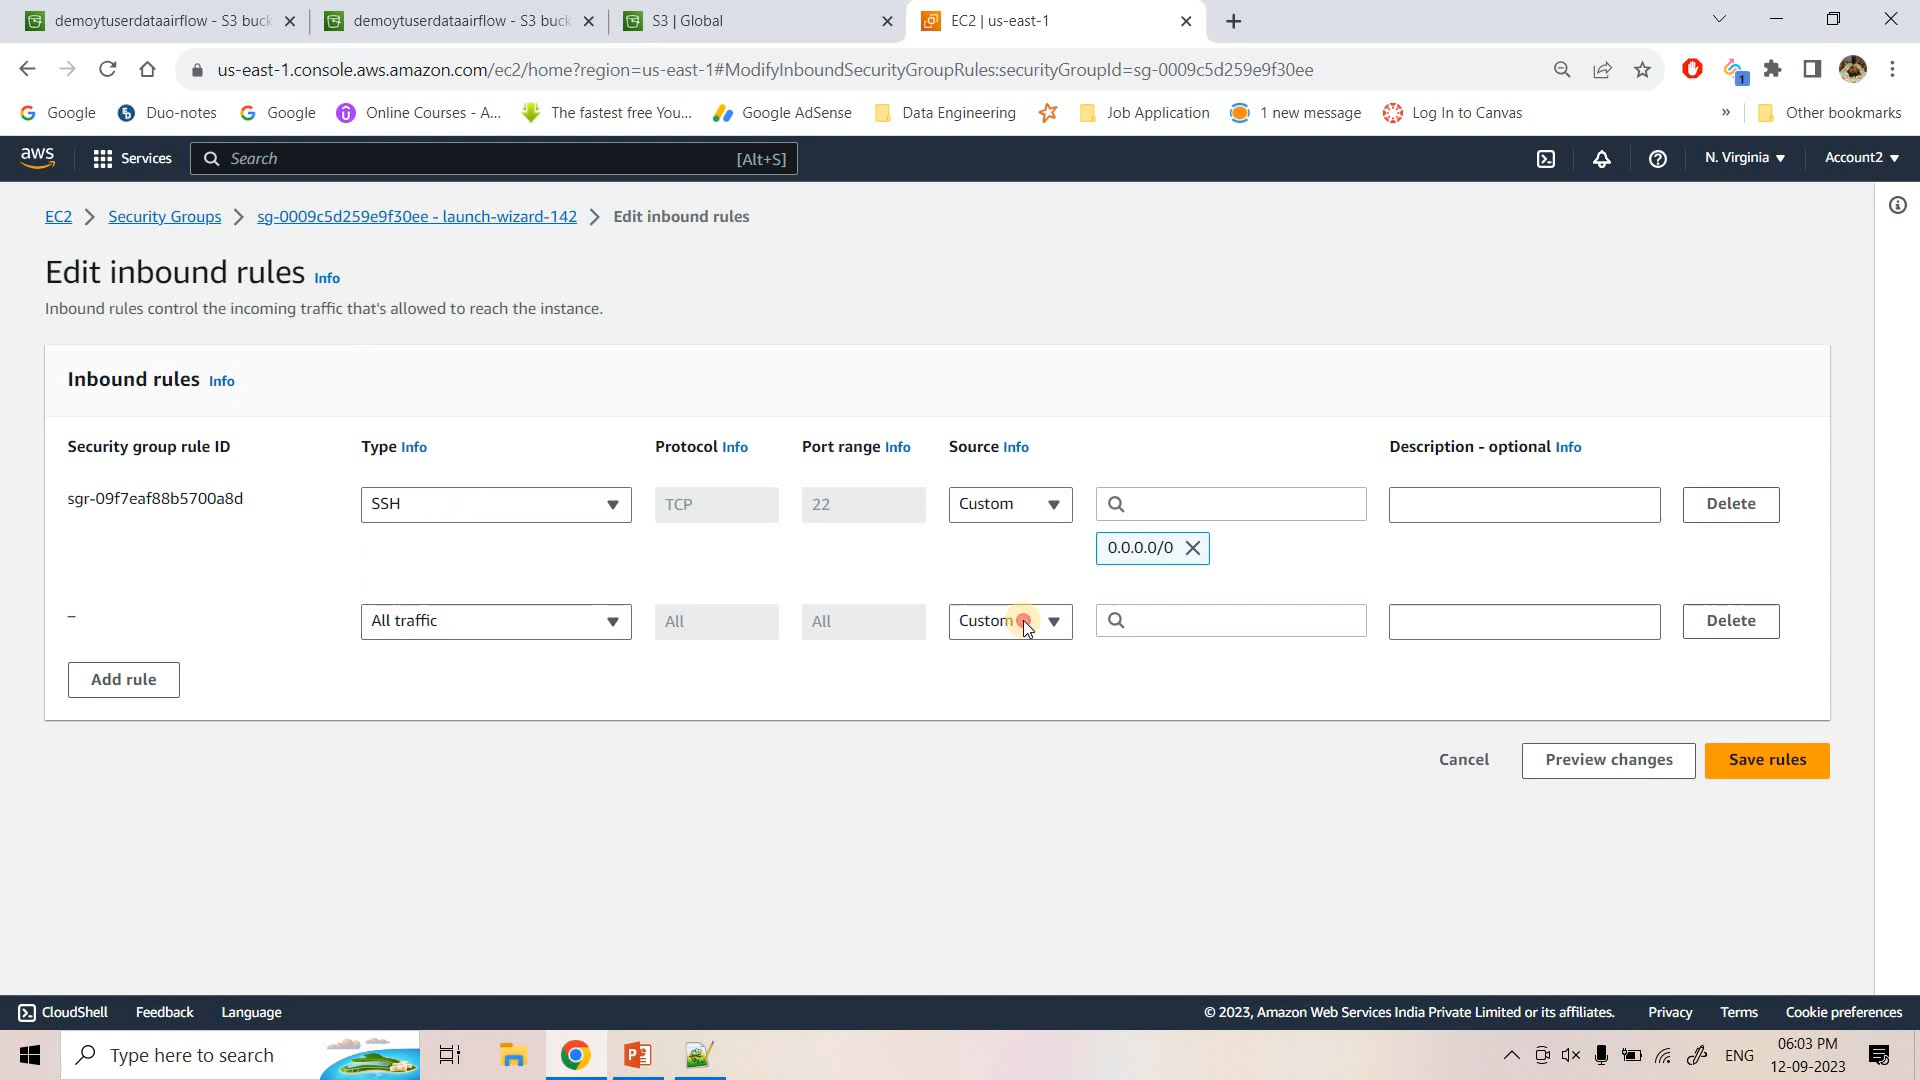 demoytuserdataairflow - S3 buck
demoytuserdataairflow - S3 buck
S3 | Global
EC2 | us-east-1
us-east-1.console.aws.amazon.com/ec2/home?region=us-east-1#ModifyInboundSecurityGroupRules:securityGroupId=sg-0009c5d259e9f30ee
1
Google
Duo-notes
Google
Online Courses - A...
The fastest free You...
Google AdSense
Data Engineering
Job Application
1 new message
Log In to Canvas
»
Other bookmarks
aws
Services
Search
[Alt+S]
N. Virginia
Account2
EC2
Security Groups
sg-0009c5d259e9f30ee - launch-wizard-142
Edit inbound rules
Edit inbound rules Info
Inbound rules control the incoming traffic that's allowed to reach the instance.
Inbound rules Info
Security group rule ID
Type Info
Protocol Info
Port range Info
Source Info
Description - optional Info
sgr-09f7eaf88b5700a8d
SSH
TCP
22
Custom
Delete
0.0.0.0/0
–
All traffic
All
All
Custom
Delete
Add rule
Cancel
Preview changes
Save rules
CloudShell
Feedback
Language
© 2023, Amazon Web Services India Private Limited or its affiliates.
Privacy
Terms
Cookie preferences
Type here to search
ENG
06:03 PM
12-09-2023